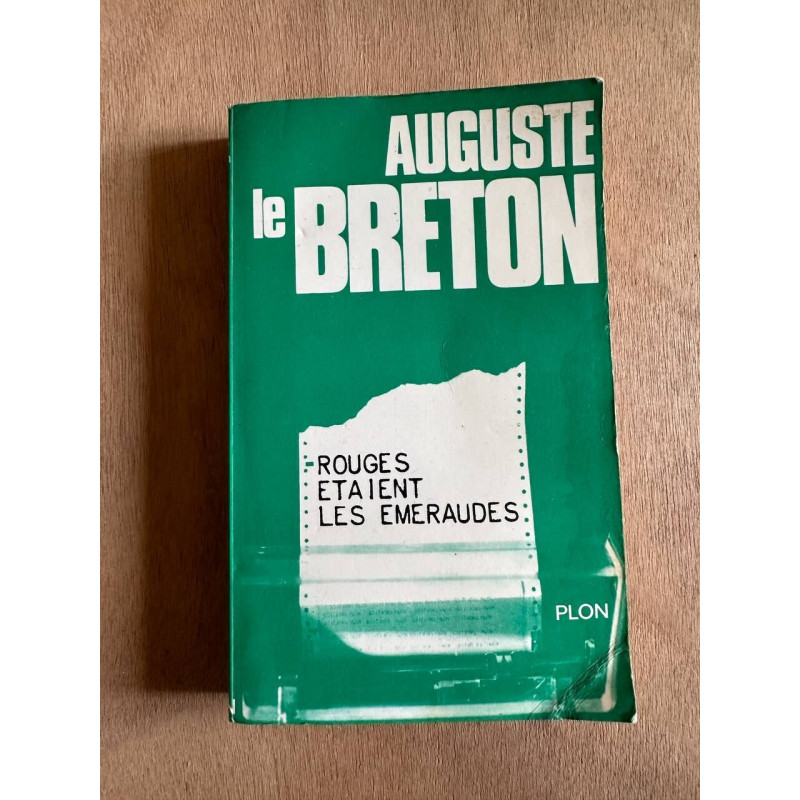 AUGUSTE
le BRETON
ROUGES
ETAIENT
LES EMERAUDES
PLON